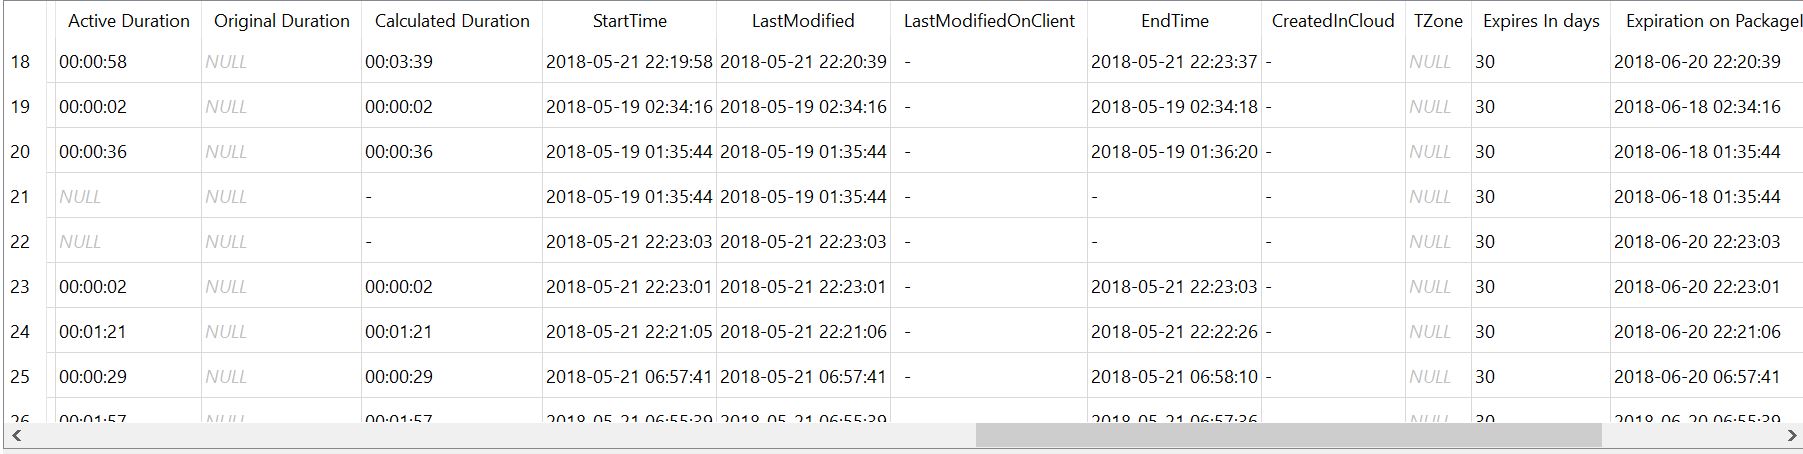 Active Duration Original Duration Calculated Duration StartTime LastModified LastModifiedOnClient EndTime CreatedInCloud TZone Expires In days Expiration on PackageI
18 00:00:58 NULL 00:03:39 2018-05-21 22:19:58 2018-05-21 22:20:39 - 2018-05-21 22:23:37 - NULL 30 2018-06-20 22:20:39
19 00:00:02 NULL 00:00:02 2018-05-19 02:34:16 2018-05-19 02:34:16 - 2018-05-19 02:34:18 - NULL 30 2018-06-18 02:34:16
20 00:00:36 NULL 00:00:36 2018-05-19 01:35:44 2018-05-19 01:35:44 - 2018-05-19 01:36:20 - NULL 30 2018-06-18 01:35:44
21 NULL NULL - 2018-05-19 01:35:44 2018-05-19 01:35:44 - - - NULL 30 2018-06-18 01:35:44
22 NULL NULL - 2018-05-21 22:23:03 2018-05-21 22:23:03 - - - NULL 30 2018-06-20 22:23:03
23 00:00:02 NULL 00:00:02 2018-05-21 22:23:01 2018-05-21 22:23:01 - 2018-05-21 22:23:03 - NULL 30 2018-06-20 22:23:01
24 00:01:21 NULL 00:01:21 2018-05-21 22:21:05 2018-05-21 22:21:06 - 2018-05-21 22:22:26 - NULL 30 2018-06-20 22:21:06
25 00:00:29 NULL 00:00:29 2018-05-21 06:57:41 2018-05-21 06:57:41 - 2018-05-21 06:58:10 - NULL 30 2018-06-20 06:57:41
26 00:01:57 NULL 00:01:57 2018-05-21 06:55:39 2018-05-21 06:55:39 2018-05-21 06:57:36 NULL 30 2018-06-20 06:55:39